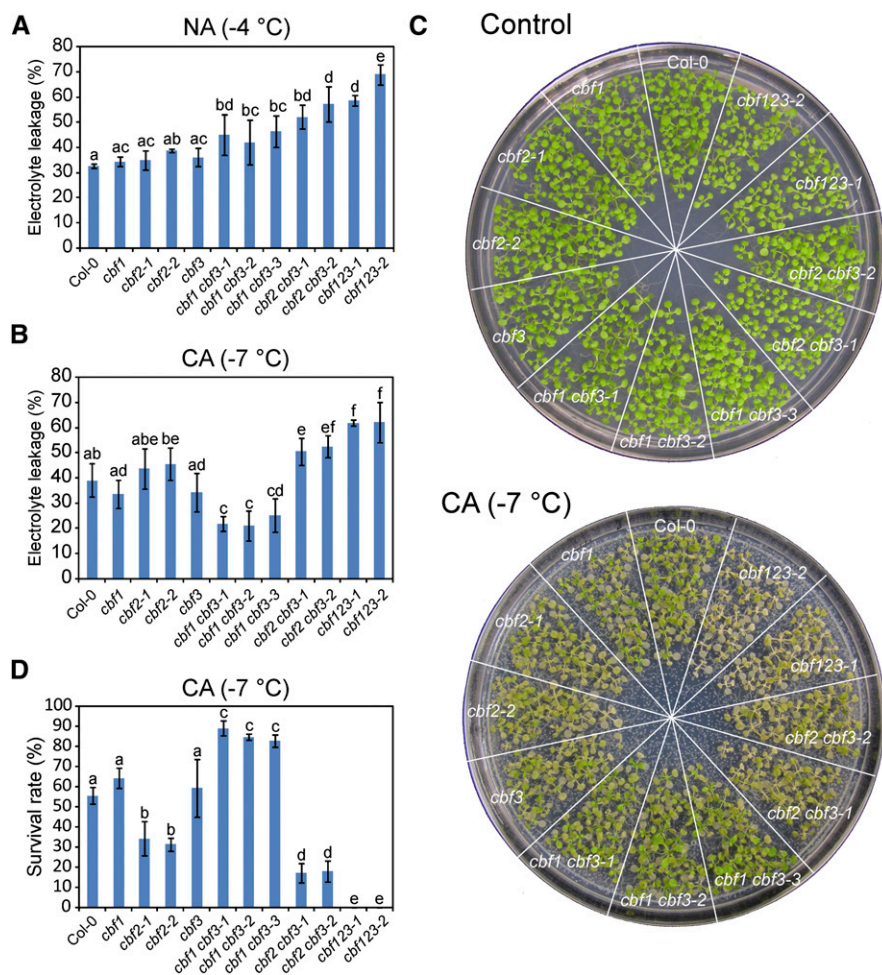 A
NA (-4 °C)
Electrolyte leakage (%)
80
70
60
50
40
30
20
10
0
a
ac
ac
ab
ac
bd
bc
bc
bd
d
d
e
Col-0
cbf1
cbf2-1
cbf2-2
cbf3
cbf1 cbf3-1
cbf1 cbf3-2
cbf1 cbf3-3
cbf2 cbf3-1
cbf2 cbf3-2
cbf123-1
cbf123-2
B
CA (-7 °C)
Electrolyte leakage (%)
80
70
60
50
40
30
20
10
0
ab
ad
abe
be
ad
c
c
cd
e
ef
f
f
Col-0
cbf1
cbf2-1
cbf2-2
cbf3
cbf1 cbf3-1
cbf1 cbf3-2
cbf1 cbf3-3
cbf2 cbf3-1
cbf2 cbf3-2
cbf123-1
cbf123-2
D
CA (-7 °C)
Survival rate (%)
100
90
80
70
60
50
40
30
20
10
0
a
a
b
b
a
c
c
c
d
d
e
e
Col-0
cbf1
cbf2-1
cbf2-2
cbf3
cbf1 cbf3-1
cbf1 cbf3-2
cbf1 cbf3-3
cbf2 cbf3-1
cbf2 cbf3-2
cbf123-1
cbf123-2
C
Control
Col-0
cbf123-2
cbf123-1
cbf2 cbf3-2
cbf2 cbf3-1
cbf1 cbf3-3
cbf1 cbf3-2
cbf1 cbf3-1
cbf3
cbf2-2
cbf2-1
cbf1
CA (-7 °C)
Col-0
cbf123-2
cbf123-1
cbf2 cbf3-2
cbf2 cbf3-1
cbf1 cbf3-3
cbf1 cbf3-2
cbf1 cbf3-1
cbf3
cbf2-2
cbf2-1
cbf1